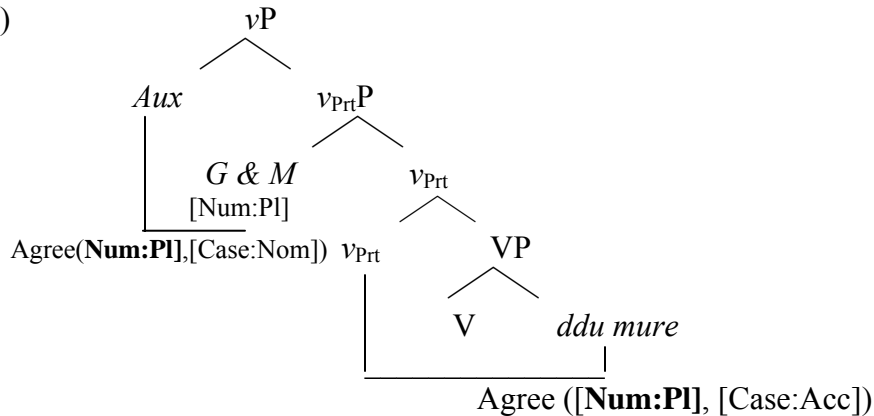 )
vP
Aux vPrtP
G & M vPrt
[Num:Pl]
Agree(Num:Pl],[Case:Nom]) vPrt VP
V ddu mure
Agree ([Num:Pl], [Case:Acc])